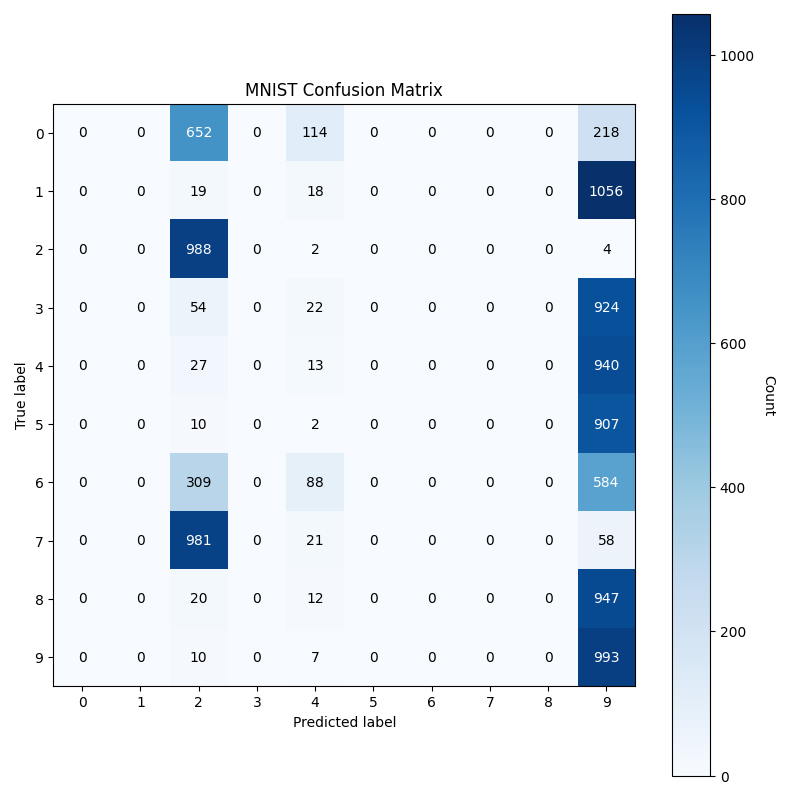 MNIST Confusion Matrix
0 0 0 652 0 114 0 0 0 0 218
1 0 0 19 0 18 0 0 0 0 1056
2 0 0 988 0 2 0 0 0 0 4
3 0 0 54 0 22 0 0 0 0 924
4 0 0 27 0 13 0 0 0 0 940
5 0 0 10 0 2 0 0 0 0 907
6 0 0 309 0 88 0 0 0 0 584
7 0 0 981 0 21 0 0 0 0 58
8 0 0 20 0 12 0 0 0 0 947
9 0 0 10 0 7 0 0 0 0 993
0 1 2 3 4 5 6 7 8 9
Predicted label
True label
1000
800
600
400
200
0
Count